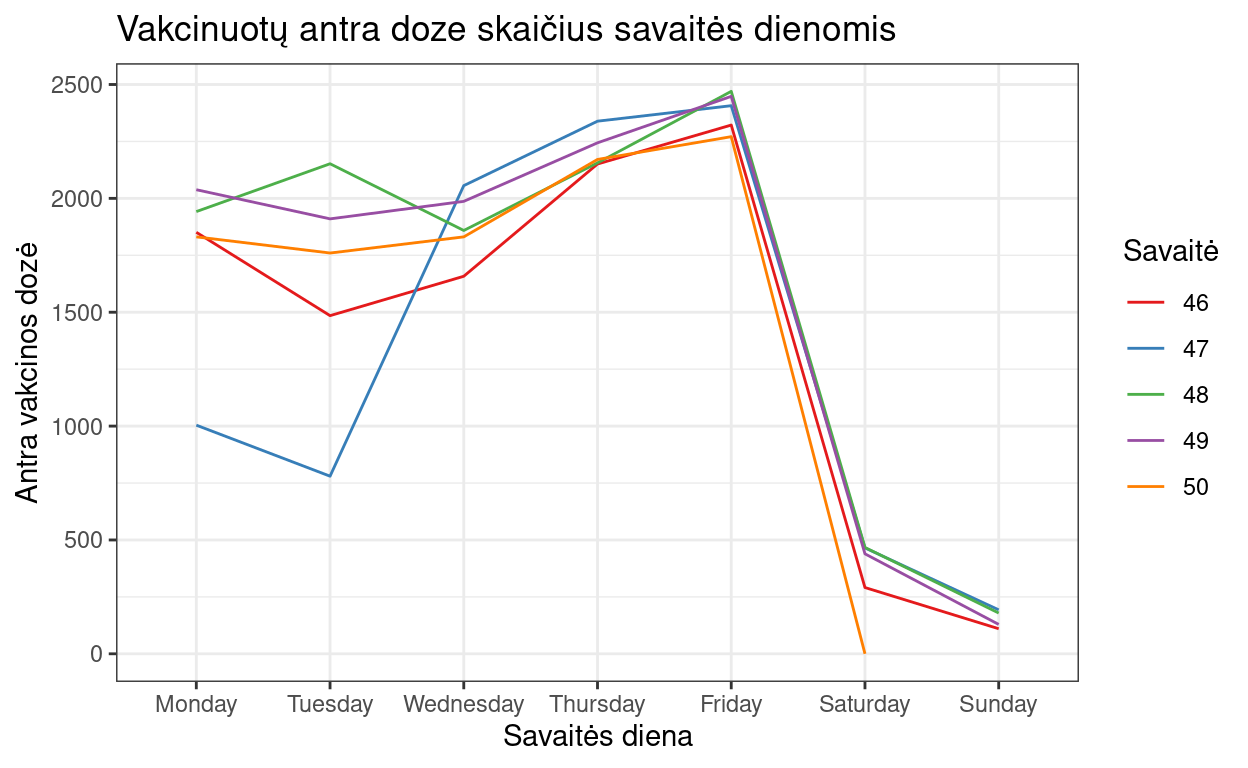 Vakcinuotų antra doze skaičius savaitės dienomis
Antra vakcinos dozė
2500
2000
1500
1000
500
0
Monday Tuesday Wednesday Thursday Friday Saturday Sunday
Savaitės diena
Savaitė
46
47
48
49
50